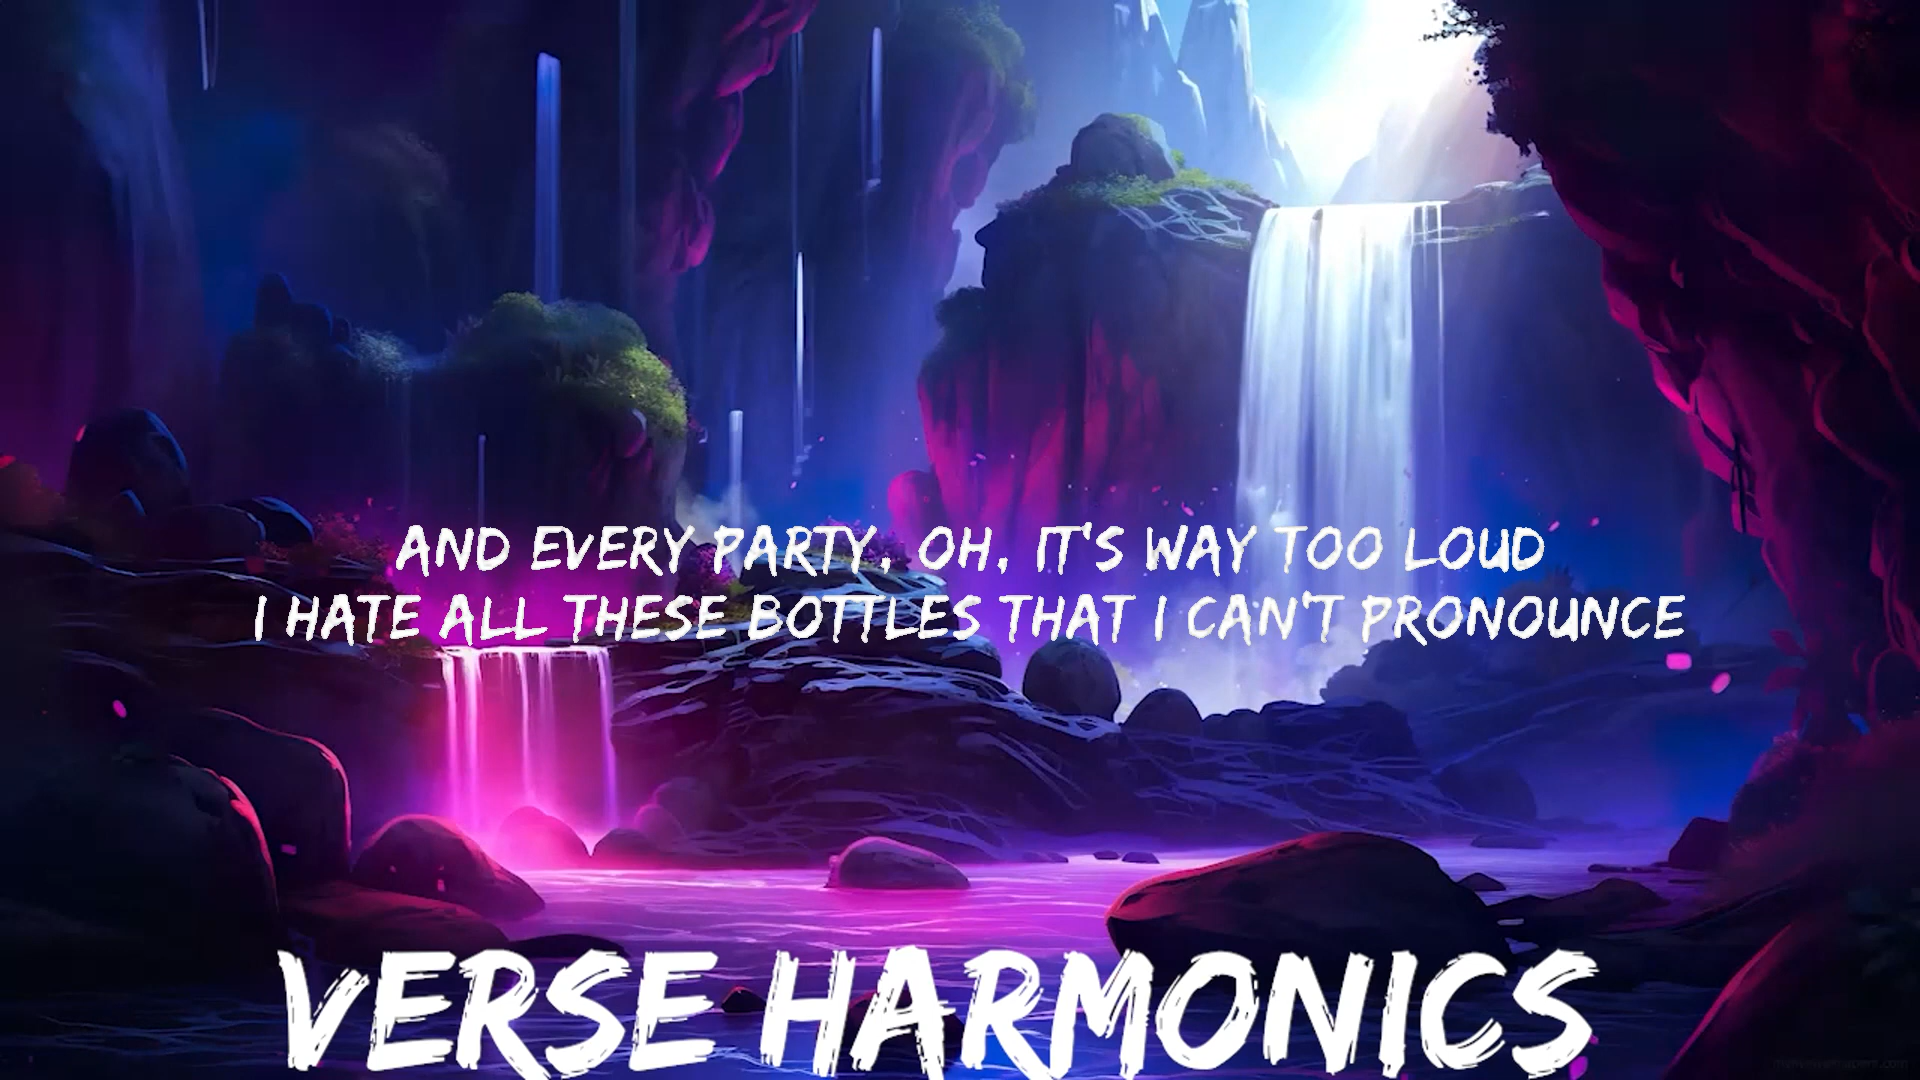 AND EVERY PARTY, OH, IT'S WAY TOO LOUD
I HATE ALL THESE BOTTLES THAT I CAN'T PRONOUNCE
VERSE HARMONICS